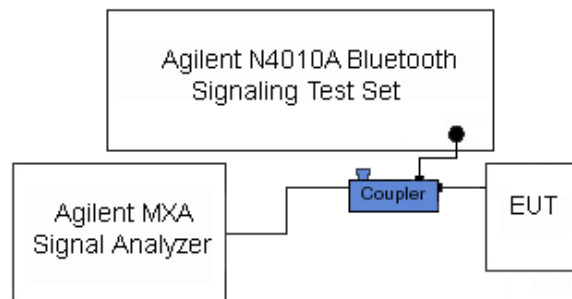 Agilent N4010A Bluetooth
Signaling Test Set
Coupler
Agilent MXA
Signal Analyzer
EUT